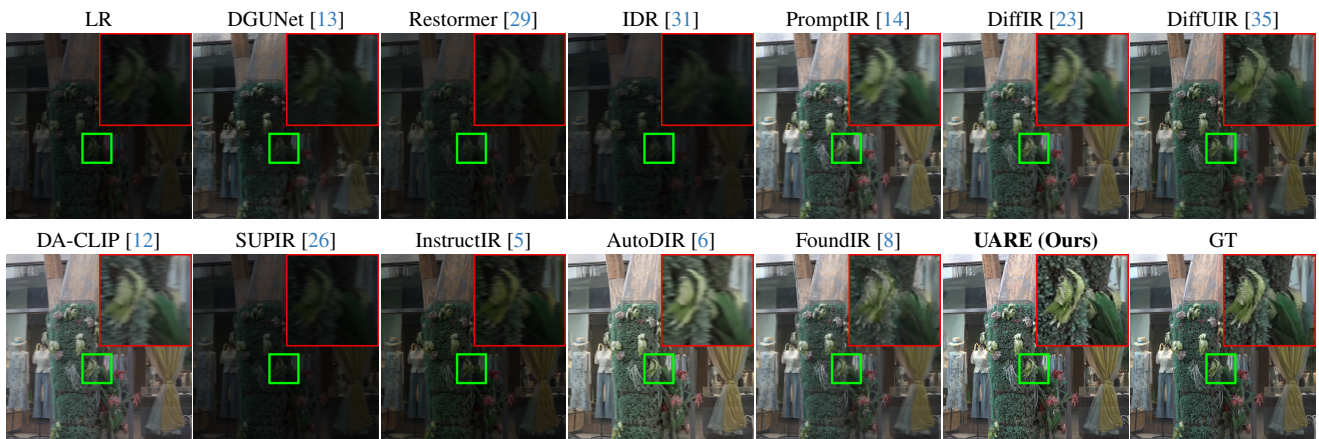 LR DGUNet [13] Restormer [29] IDR [31] PromptIR [14] DiffIR [23] DiffUIR [35]
DA-CLIP [12] SUPIR [26] InstructIR [5] AutoDIR [6] FoundIR [8] UARE (Ours) GT